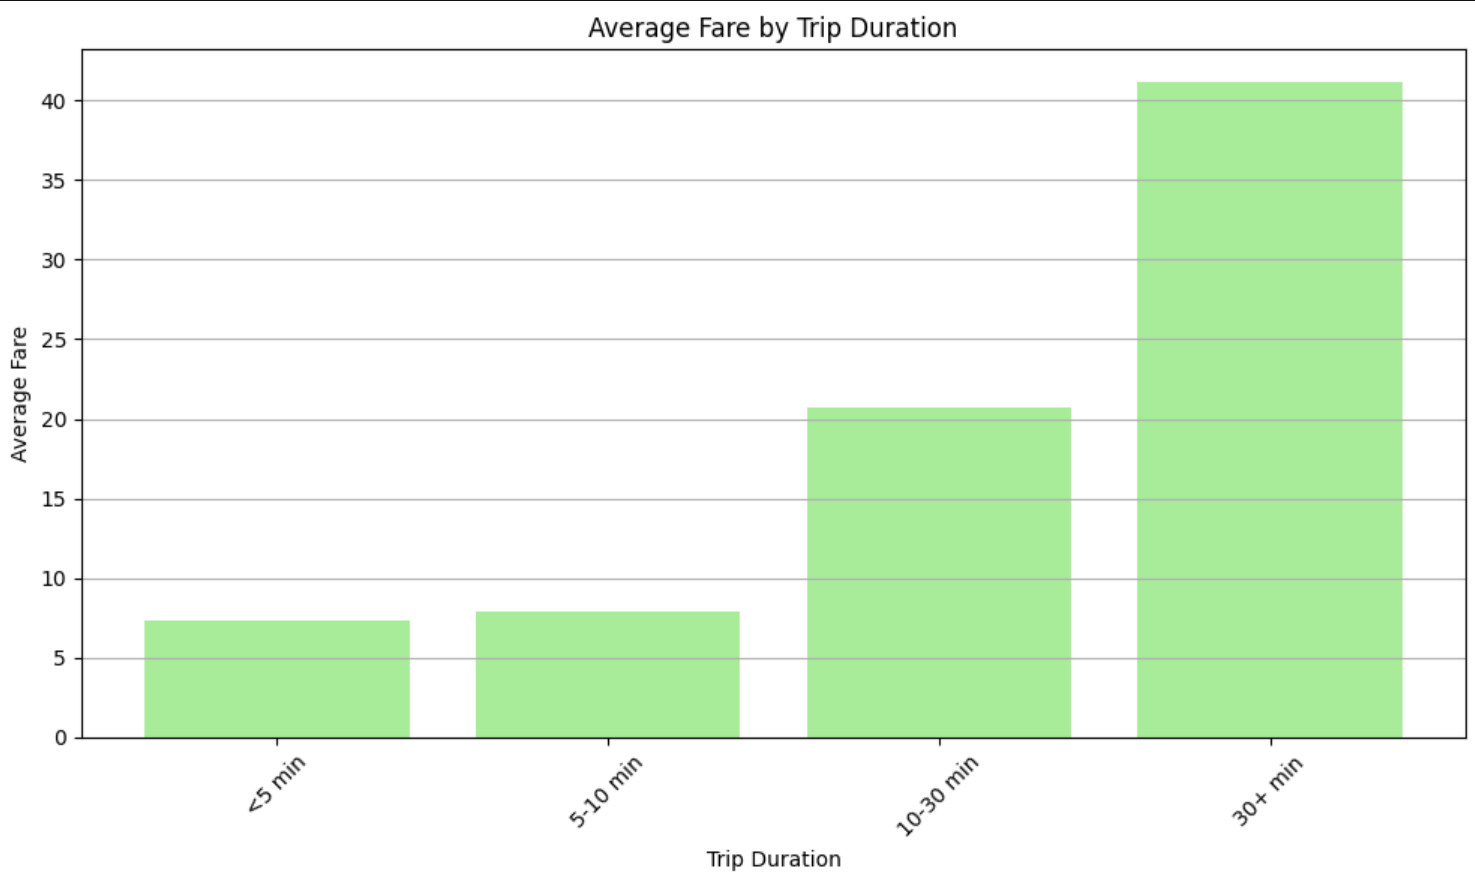 Average Fare by Trip Duration
40
35
30
25
20
15
10
5
0
Average Fare
<5 min
5-10 min
10-30 min
30+ min
Trip Duration